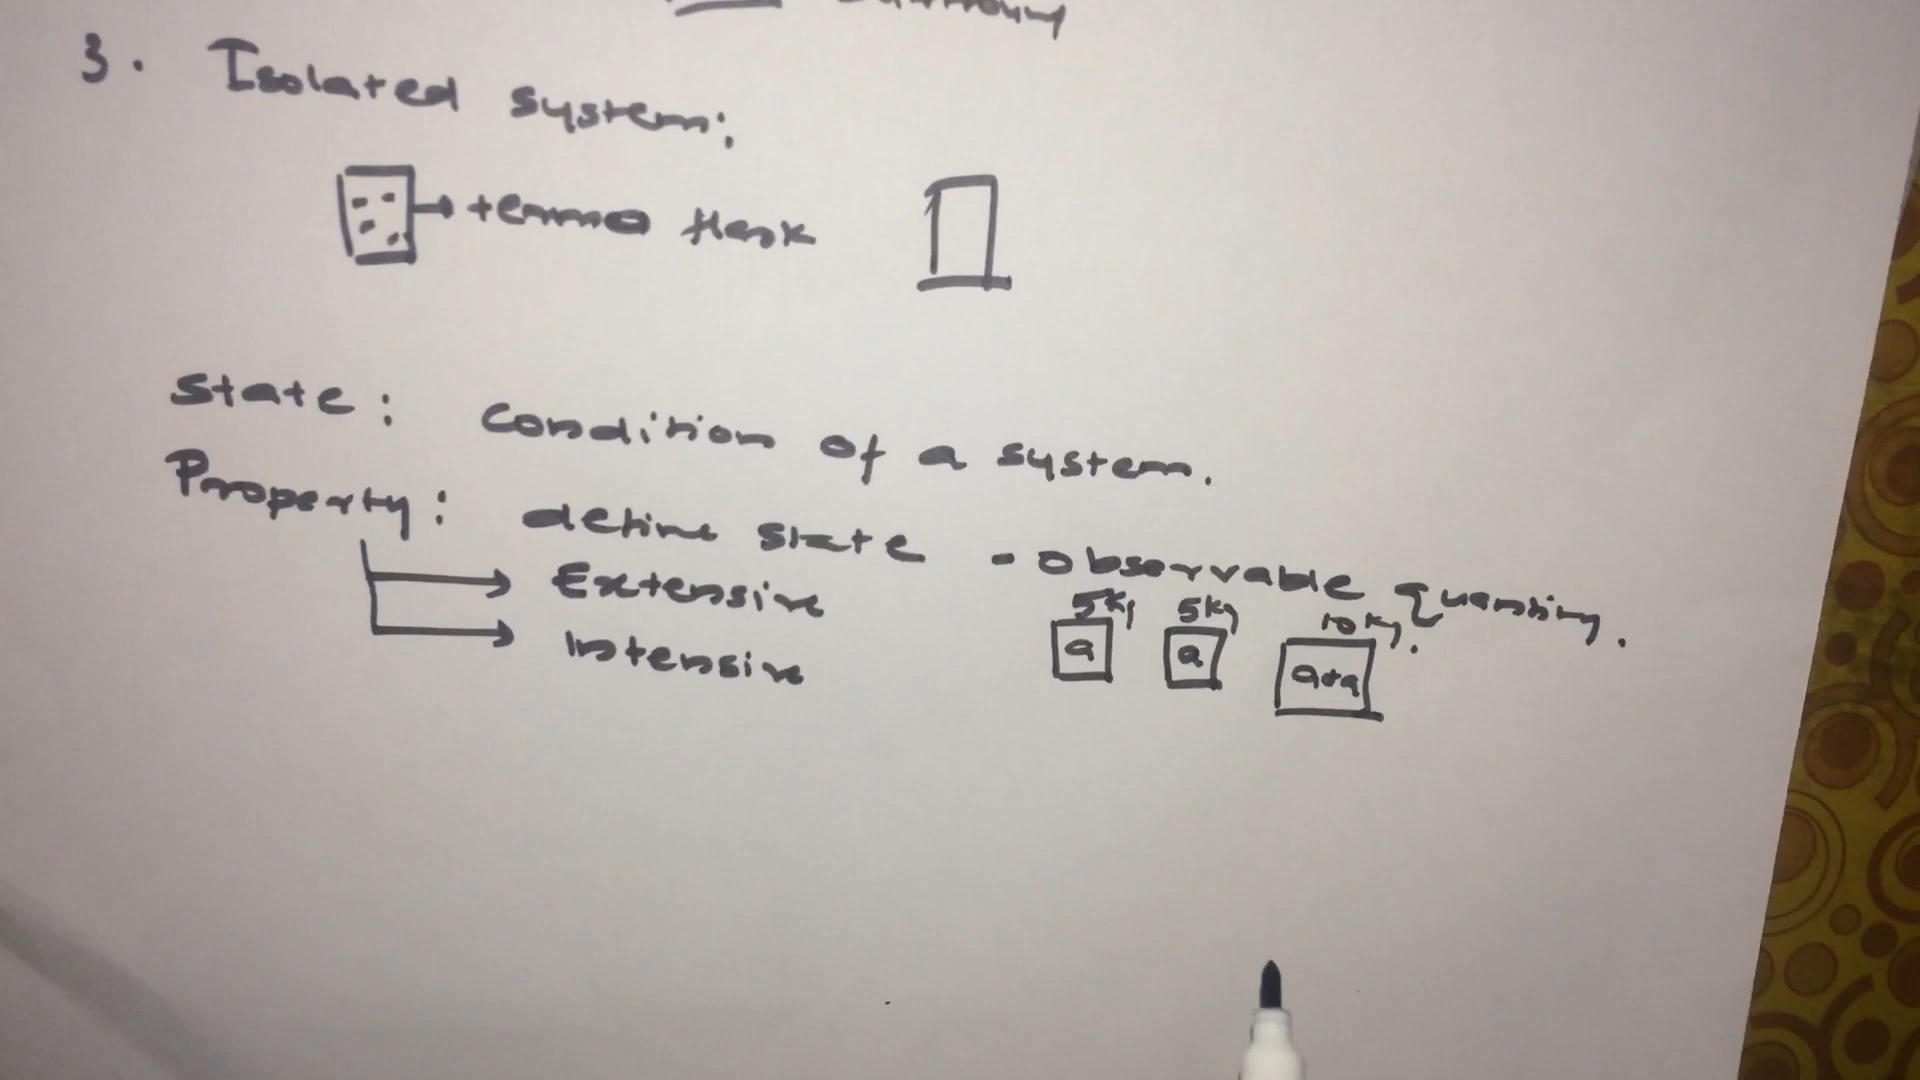 3. Isolated system:
termo flask
State: condition of a system.
Property: define state - observable quantity.
Extensive
Intensive
5kg 5kg 10kg.
a a a+a